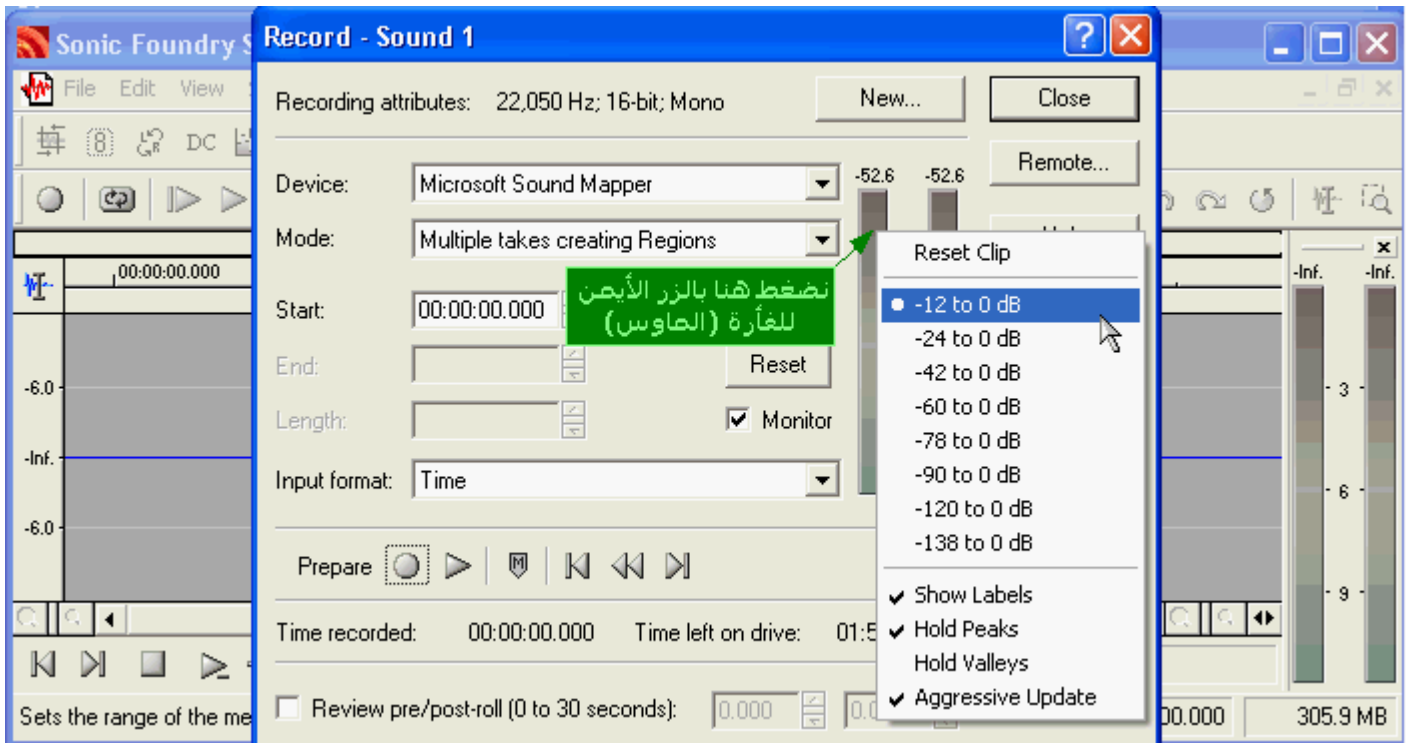 Sonic Foundry S
Record - Sound 1
File Edit View
Recording attributes: 22,050 Hz; 16-bit; Mono
New...
Close
DC
Remote...
Device: Microsoft Sound Mapper
-52.6 -52.6
Mode: Multiple takes creating Regions
Reset Clip
00:00:00.000
-Inf. -Inf.
نضغط هنا بالزر الأيمن
للفأرة (الماوس)
Start: 00:00:00.000
-12 to 0 dB
-24 to 0 dB
End:
Reset
-42 to 0 dB
-6.0
3
Length:
Monitor
-60 to 0 dB
-78 to 0 dB
-Inf.
Input format: Time
-90 to 0 dB
6
-120 to 0 dB
-6.0
-138 to 0 dB
Prepare
M
Show Labels
9
Time recorded: 00:00:00.000 Time left on drive: 01:5
Hold Peaks
Hold Valleys
Sets the range of the me
Review pre/post-roll (0 to 30 seconds): 0.000 0.0
Aggressive Update
00.000
305.9 MB